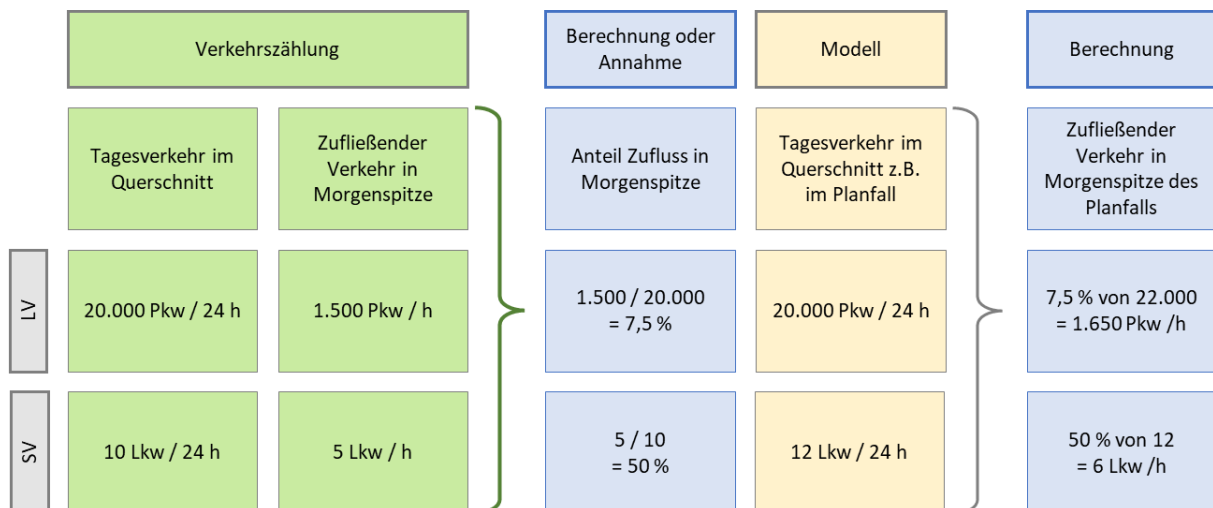 Verkehrszählung
Berechnung oder
Annahme
Modell
Berechnung
Tagesverkehr im
Querschnitt
Zufließender
Verkehr in
Morgenspitze
Anteil Zufluss in
Morgenspitze
Tagesverkehr im
Querschnitt z.B.
im Planfall
Zufließender
Verkehr in
Morgenspitze des
Planfalls
LV
20.000 Pkw / 24 h
1.500 Pkw / h
1.500 / 20.000
= 7,5 %
20.000 Pkw / 24 h
7,5 % von 22.000
= 1.650 Pkw /h
SV
10 Lkw / 24 h
5 Lkw / h
5 / 10
= 50 %
12 Lkw / 24 h
50 % von 12
= 6 Lkw /h